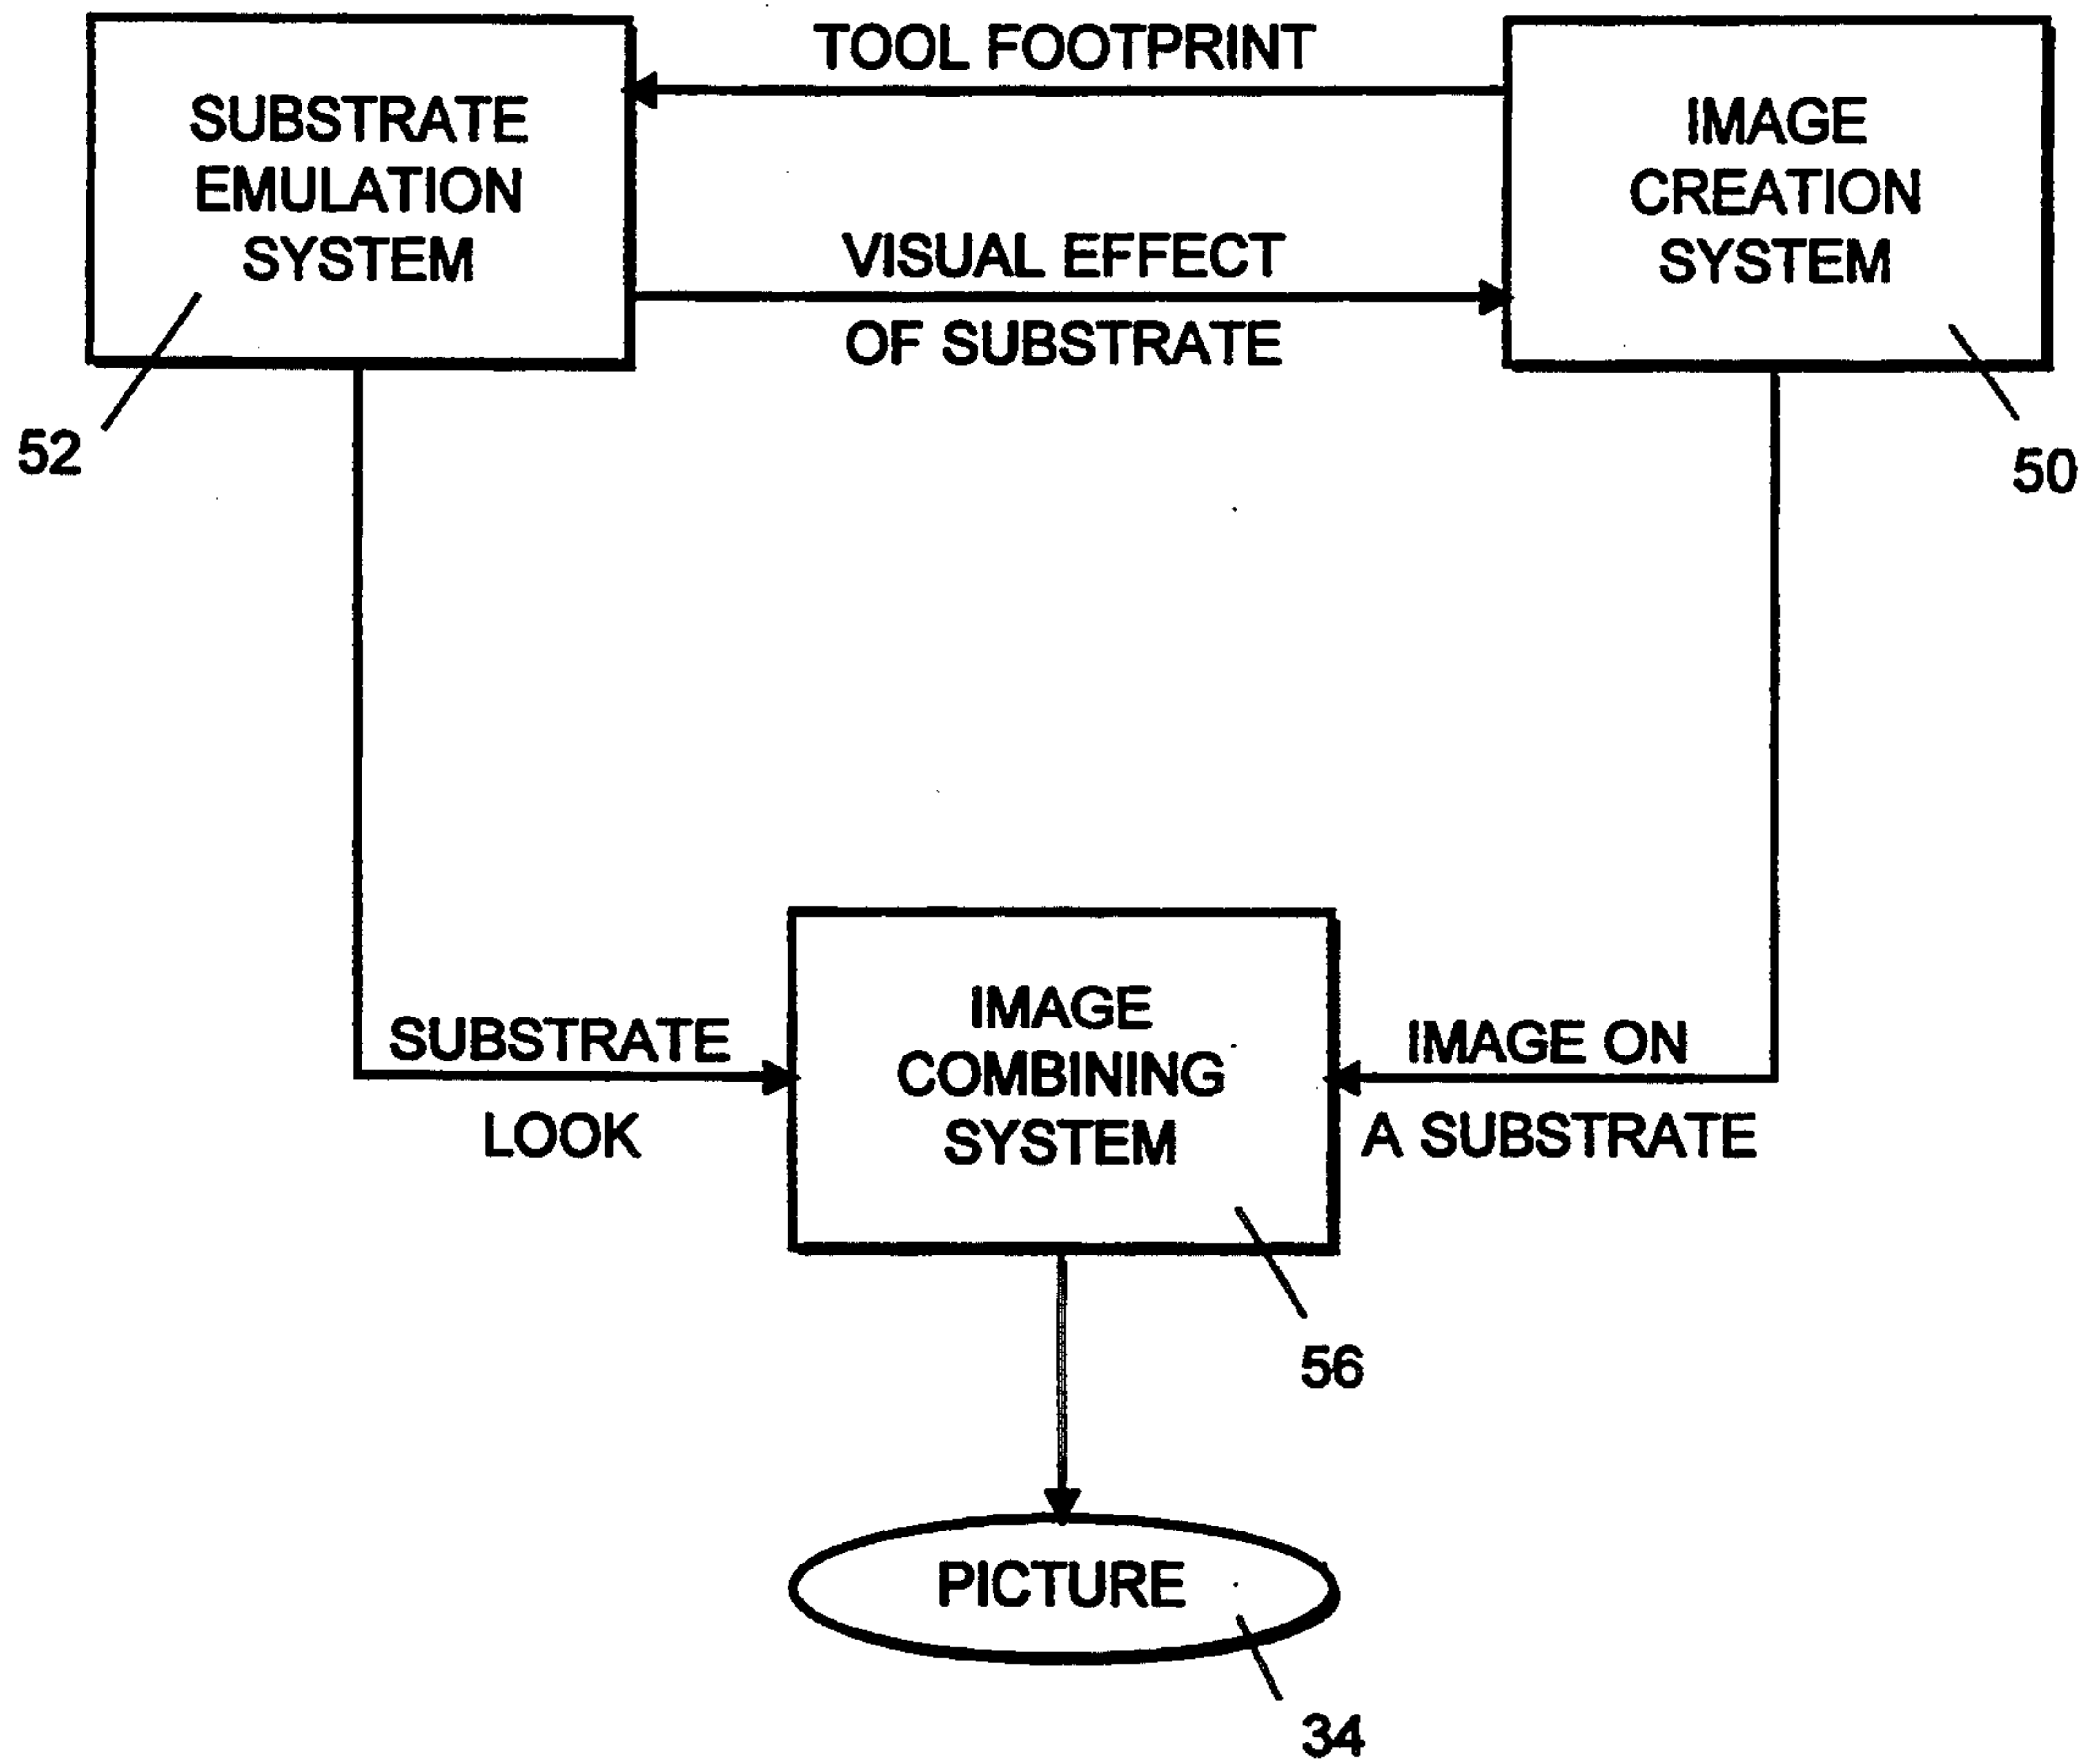 TOOL FOOTPRINT
SUBSTRATE
EMULATION
SYSTEM
IMAGE
CREATION
SYSTEM
VISUAL EFFECT
OF SUBSTRATE
52
50
SUBSTRATE
LOOK
IMAGE
COMBINING
SYSTEM
IMAGE ON
A SUBSTRATE
56
PICTURE
34